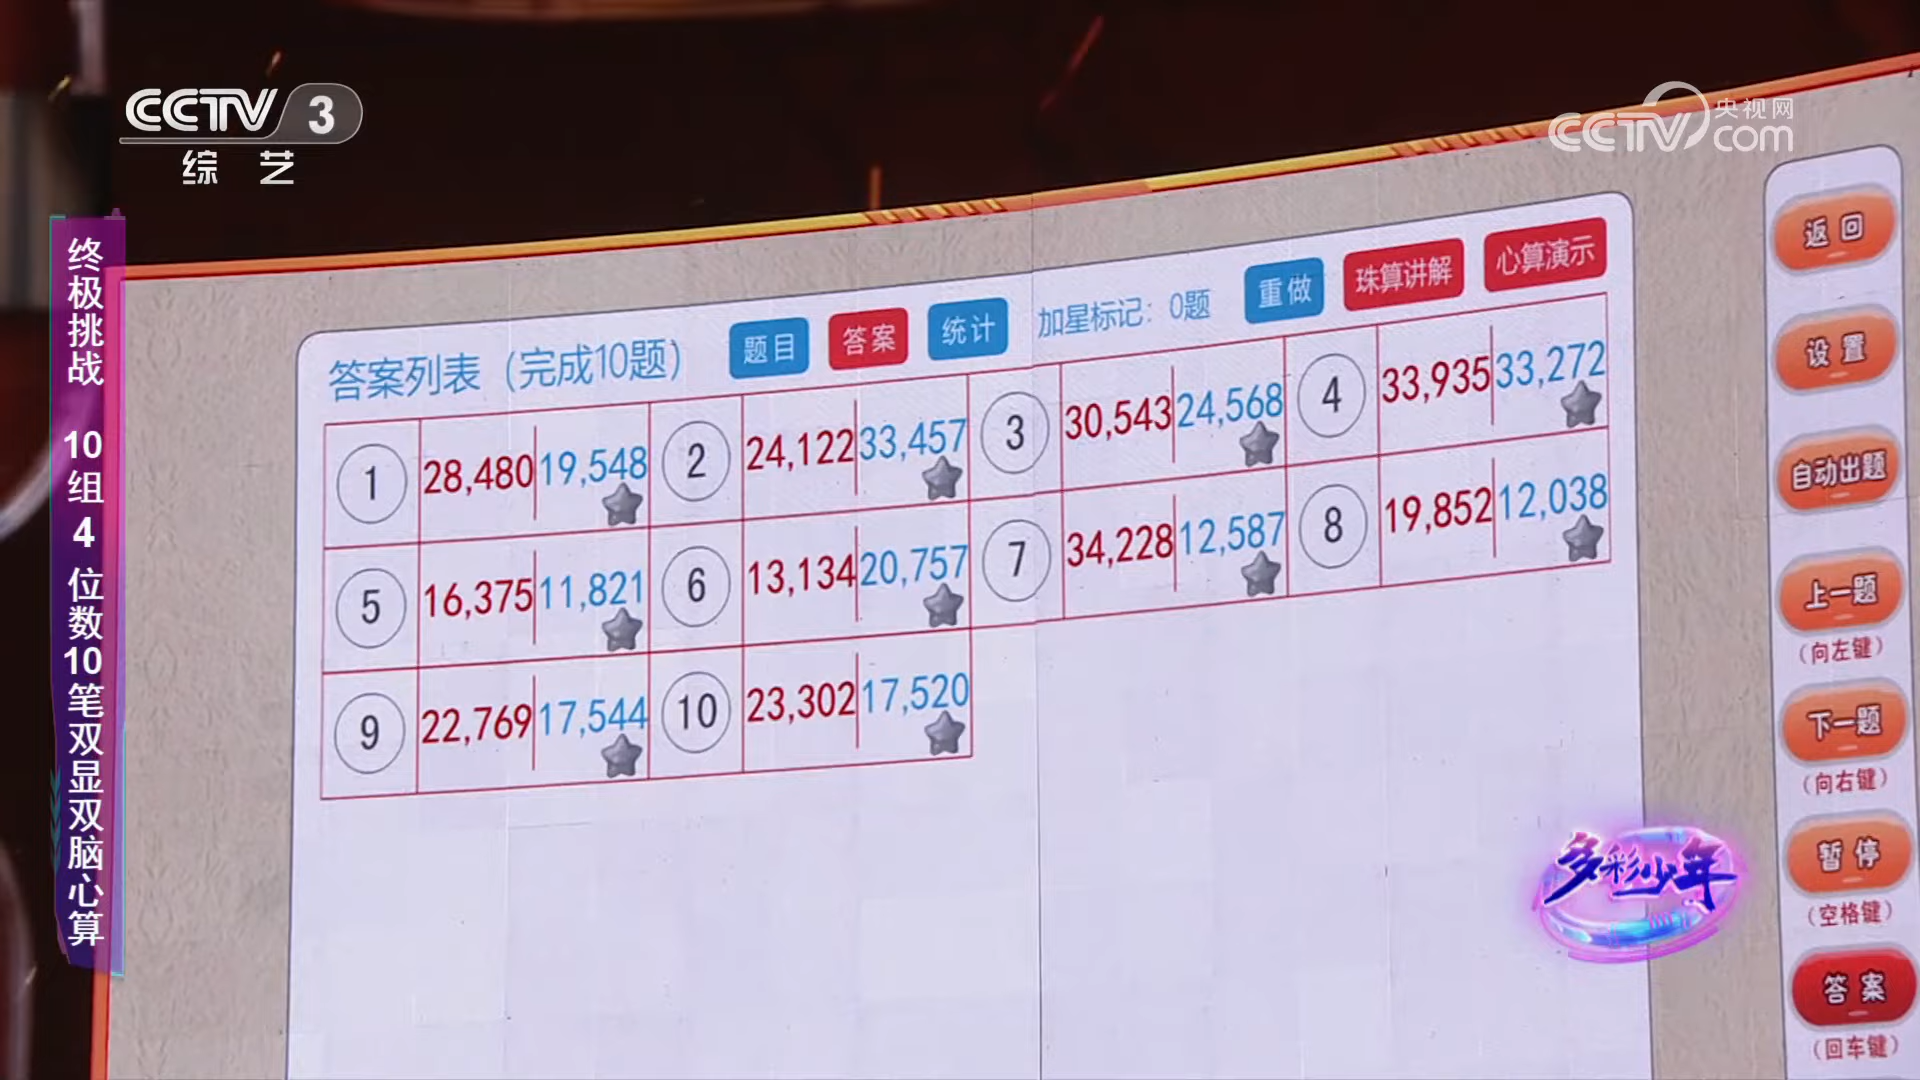 CCTV 3
综艺
央视网
CCTV.com
终极挑战 10组4位数10笔双显双脑心算
答案列表（完成10题） 题目 答案 统计 加星标记：0题 重做 珠算讲解 心算演示
1 28,480 19,548 2 24,122 33,457 3 30,543 24,568 4 33,935 33,272
5 16,375 11,821 6 13,134 20,757 7 34,228 12,587 8 19,852 12,038
9 22,769 17,544 10 23,302 17,520
返回
设置
自动出题
上一题
（向左键）
下一题
（向右键）
暂停
（空格键）
答案
（回车键）
多彩少年